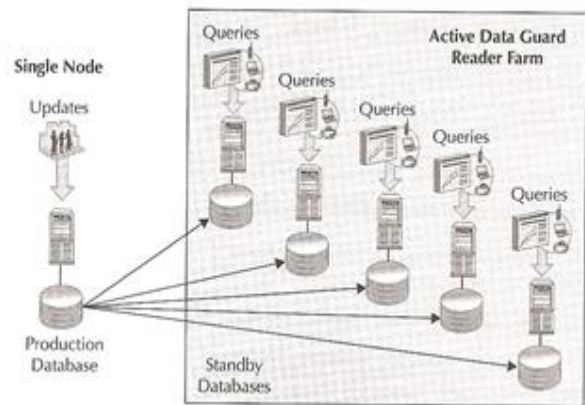 Single Node
Updates
Production
Database
Active Data Guard
Reader Farm
Queries
Queries
Queries
Queries
Queries
Standby
Databases